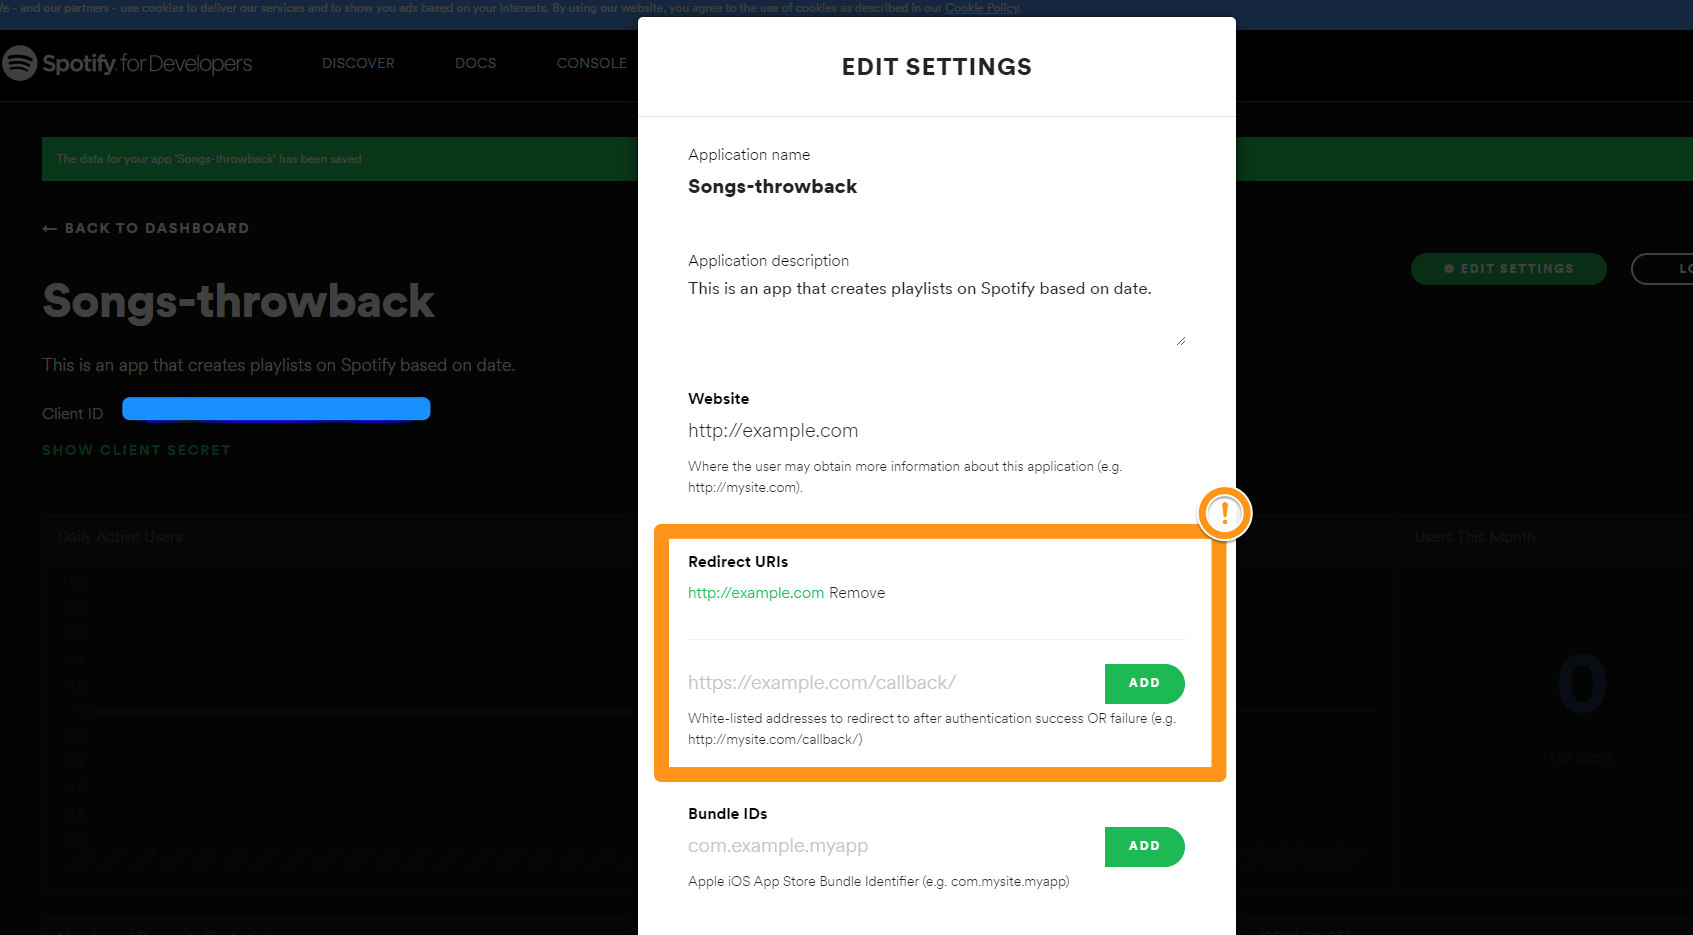 We - and our partners - use cookies to deliver our services and to show you ads based on your interests. By using our website, you agree to the use of cookies as described in our Cookie Policy.
Spotify for Developers
DISCOVER
DOCS
CONSOLE
The data for your app 'Songs-throwback' has been saved
← BACK TO DASHBOARD
EDIT SETTINGS
Songs-throwback
This is an app that creates playlists on Spotify based on date.
Client ID
SHOW CLIENT SECRET
Daily Active Users
Users This Month
0
No users
EDIT SETTINGS
Application name
Songs-throwback
Application description
This is an app that creates playlists on Spotify based on date.
Website
http://example.com
Where the user may obtain more information about this application (e.g.
http://mysite.com).
!
Redirect URIs
http://example.com Remove
https://example.com/callback/
ADD
White-listed addresses to redirect to after authentication success OR failure (e.g.
http://mysite.com/callback/)
Bundle IDs
com.example.myapp
ADD
Apple iOS App Store Bundle Identifier (e.g. com.mysite.myapp)